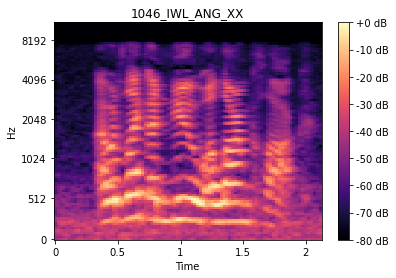 1046_IWL_ANG_XX
8192
4096
2048
1024
512
0
Hz
0
0.5
1
1.5
2
Time
+0 dB
-10 dB
-20 dB
-30 dB
-40 dB
-50 dB
-60 dB
-70 dB
-80 dB